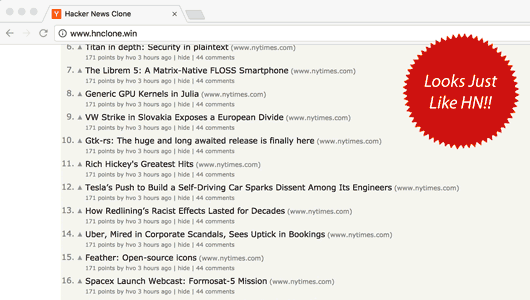 Hacker News Clone
www.hnclone.win
6. Titan in depth: Security in plaintext (www.nytimes.com)
171 points by hvo 3 hours ago | hide | 44 comments
7. The Librem 5: A Matrix-Native FLOSS Smartphone (www.nytimes.com)
171 points by hvo 3 hours ago | hide | 44 comments
8. Generic GPU Kernels in Julia (www.nytimes.com)
171 points by hvo 3 hours ago | hide | 44 comments
9. VW Strike in Slovakia Exposes a European Divide (www.nytimes.com)
171 points by hvo 3 hours ago | hide | 44 comments
10. Gtk-rs: The huge and long awaited release is finally here (www.nytimes.com)
171 points by hvo 3 hours ago | hide | 44 comments
11. Rich Hickey's Greatest Hits (www.nytimes.com)
171 points by hvo 3 hours ago | hide | 44 comments
12. Tesla's Push to Build a Self-Driving Car Sparks Dissent Among Its Engineers (www.nytimes.com)
171 points by hvo 3 hours ago | hide | 44 comments
13. How Redlining's Racist Effects Lasted for Decades (www.nytimes.com)
171 points by hvo 3 hours ago | hide | 44 comments
14. Uber, Mired in Corporate Scandals, Sees Uptick in Bookings (www.nytimes.com)
171 points by hvo 3 hours ago | hide | 44 comments
15. Feather: Open-source icons (www.nytimes.com)
171 points by hvo 3 hours ago | hide | 44 comments
16. Spacex Launch Webcast: Formosat-5 Mission (www.nytimes.com)
171 points by hvo 3 hours ago | hide | 44 comments
Looks Just
Like HN!!